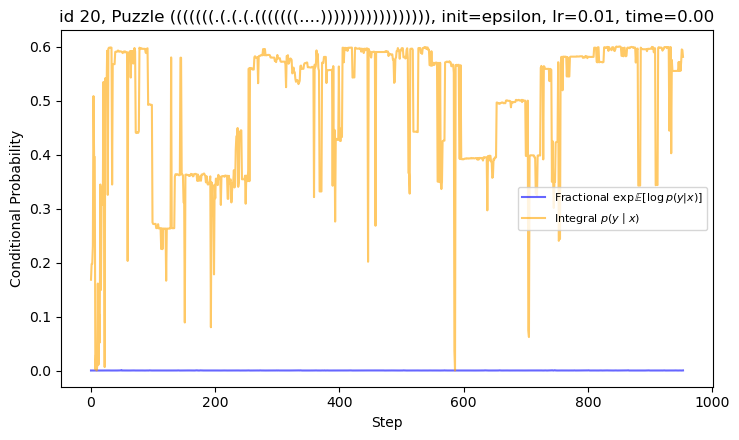 id 20, Puzzle (((((((.(.(.(.(((((((....))))))))))))))))), init=epsilon, lr=0.01, time=0.00
0.6
0.5
0.4
0.3
0.2
0.1
0.0
Conditional Probability
Fractional exp𝔼[log p(y|x)]
Integral p(y | x)
0
200
400
600
800
1000
Step